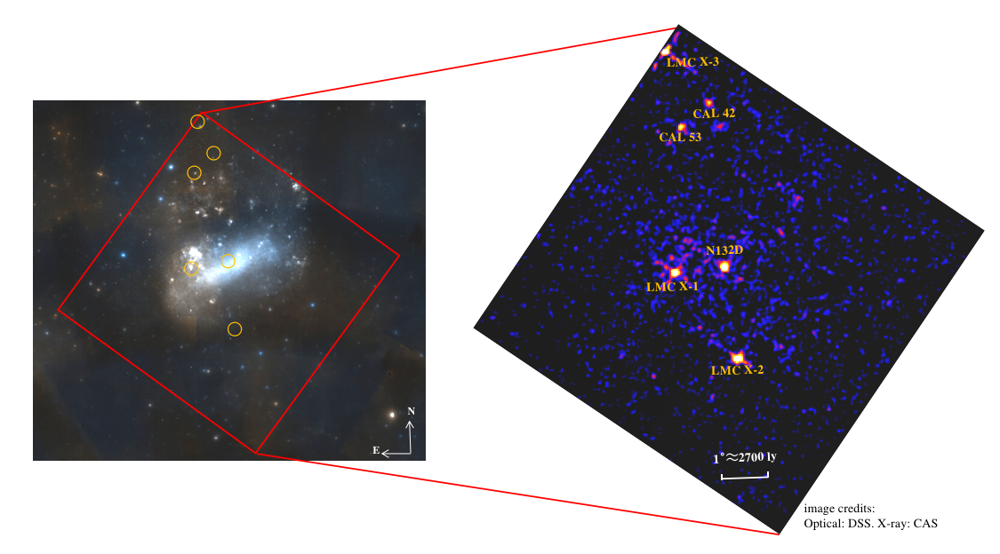 LMC X-3
CAL 42
CAL 53
N132D
LMC X-1
LMC X-2
N
E
1°≈2700 ly
image credits:
Optical: DSS. X-ray: CAS